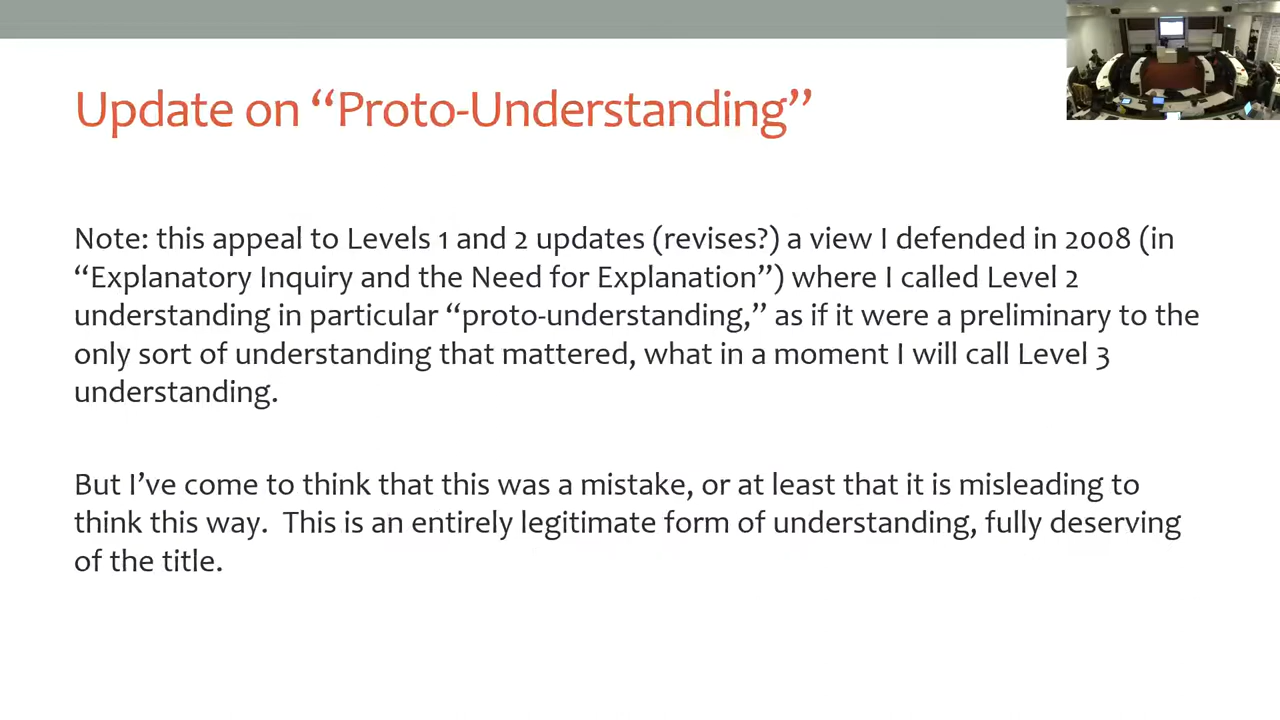 Update on “Proto-Understanding”
Note: this appeal to Levels 1 and 2 updates (revises?) a view I defended in 2008 (in
“Explanatory Inquiry and the Need for Explanation”) where I called Level 2
understanding in particular “proto-understanding,” as if it were a preliminary to the
only sort of understanding that mattered, what in a moment I will call Level 3
understanding.
But I’ve come to think that this was a mistake, or at least that it is misleading to
think this way.  This is an entirely legitimate form of understanding, fully deserving
of the title.